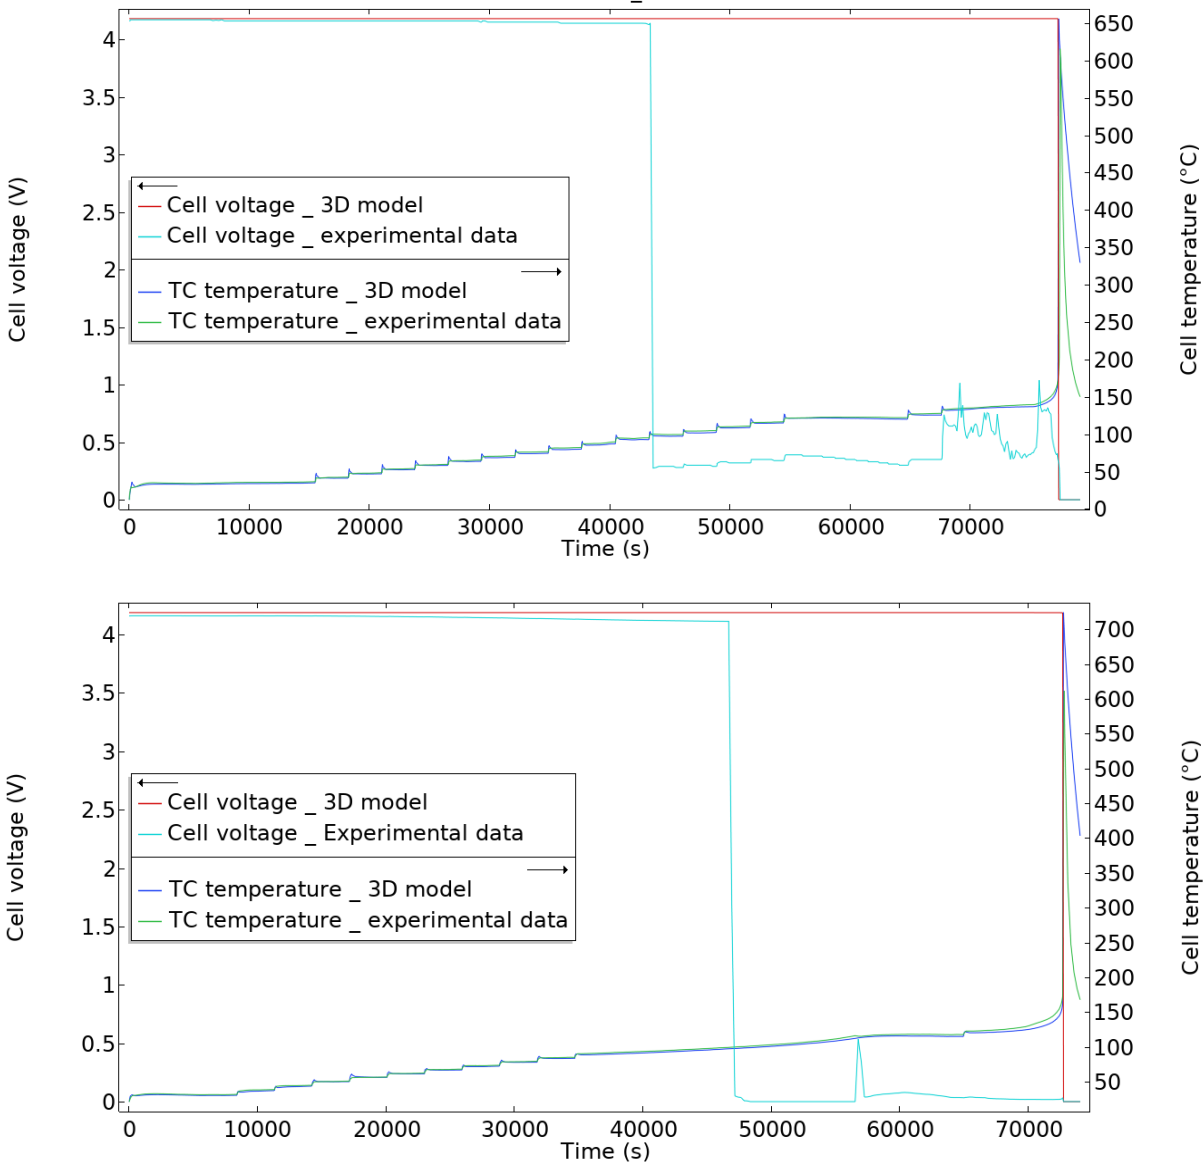 _
4
3.5
3
2.5
2
1.5
1
0.5
0
Cell voltage (V)
650
600
550
500
450
400
350
300
250
200
150
100
50
0
Cell temperature (°C)
Cell voltage _ 3D model
Cell voltage _ experimental data
TC temperature _ 3D model
TC temperature _ experimental data
0 10000 20000 30000 40000 50000 60000 70000
Time (s)
4
3.5
3
2.5
2
1.5
1
0.5
0
Cell voltage (V)
700
650
600
550
500
450
400
350
300
250
200
150
100
50
Cell temperature (°C)
Cell voltage _ 3D model
Cell voltage _ Experimental data
TC temperature _ 3D model
TC temperature _ experimental data
0 10000 20000 30000 40000 50000 60000 70000
Time (s)